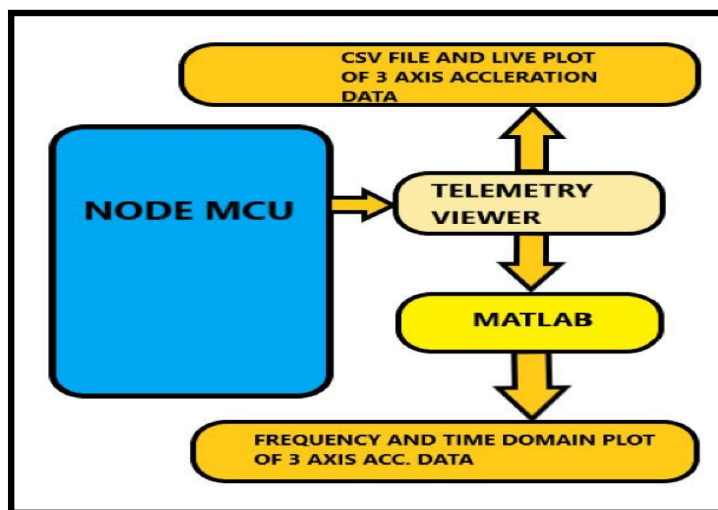 CSV FILE AND LIVE PLOT
OF 3 AXIS ACCLERATION
DATA
NODE MCU
TELEMETRY
VIEWER
MATLAB
FREQUENCY AND TIME DOMAIN PLOT
OF 3 AXIS ACC. DATA